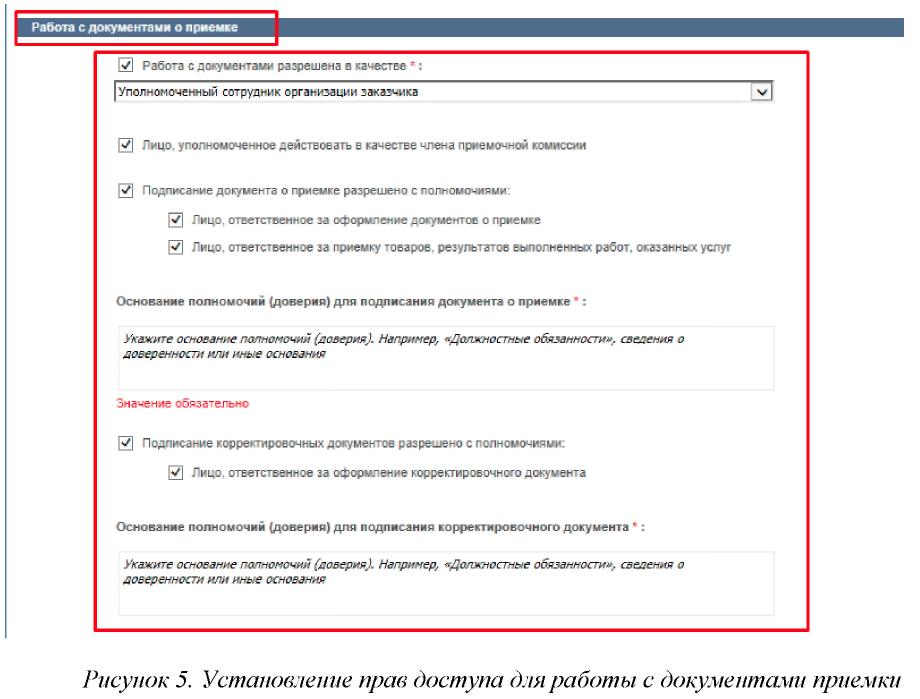 Работа с документами о приемке
Работа с документами разрешена в качестве * :
Уполномоченный сотрудник организации заказчика
Лицо, уполномоченное действовать в качестве члена приемочной комиссии
Подписание документа о приемке разрешено с полномочиями:
Лицо, ответственное за оформление документов о приемке
Лицо, ответственное за приемку товаров, результатов выполненных работ, оказанных услуг
Основание полномочий (доверия) для подписания документа о приемке * :
Укажите основание полномочий (доверия). Например, «Должностные обязанности», сведения о
доверенности или иные основания
Значение обязательно
Подписание корректировочных документов разрешено с полномочиями:
Лицо, ответственное за оформление корректировочного документа
Основание полномочий (доверия) для подписания корректировочного документа * :
Укажите основание полномочий (доверия). Например, «Должностные обязанности», сведения о
доверенности или иные основания
Рисунок 5. Установление прав доступа для работы с документами приемки